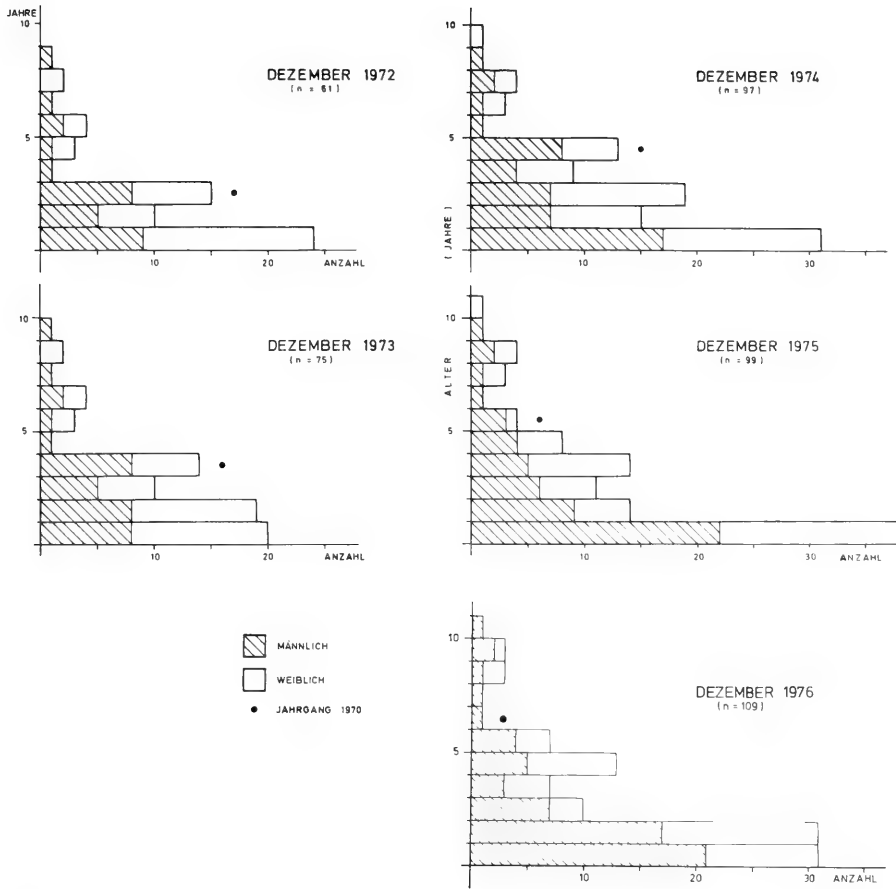 JAHRE
10
DEZEMBER 1972
(n = 61)
5
10
20
ANZAHL
10
DEZEMBER 1974
(n = 97)
5
(JAHRE)
10
20
30
ANZAHL
10
DEZEMBER 1973
(n = 75)
5
10
20
ANZAHL
10
DEZEMBER 1975
(n = 99)
ALTER
5
10
20
30
ANZAHL
MÄNNLICH
WEIBLICH
JAHRGANG 1970
10
DEZEMBER 1976
(n = 109)
5
10
20
30
ANZAHL